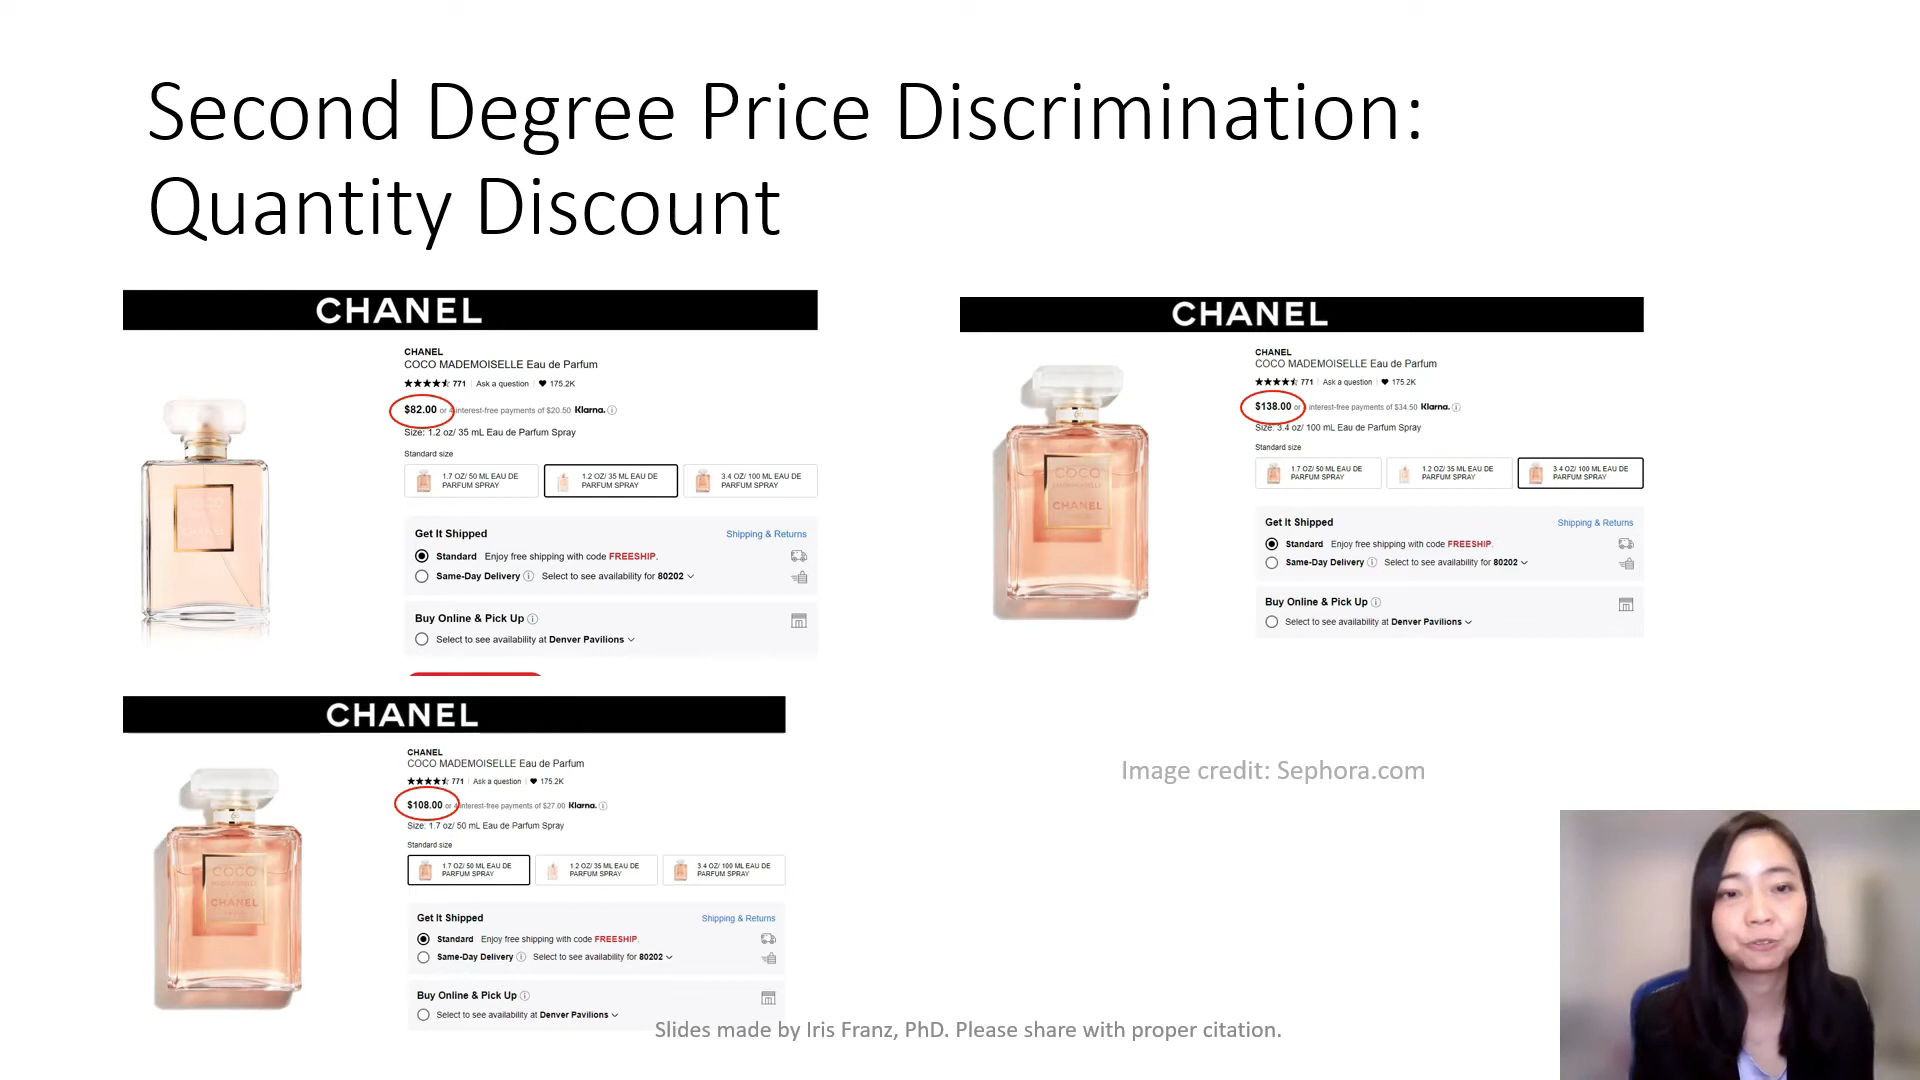 Second Degree Price Discrimination:
Quantity Discount
CHANEL
CHANEL
COCO MADEMOISELLE Eau de Parfum
771 Ask a question 175.2K
$82.00 or 4 interest-free payments of $20.50 Klarna.
Size: 1.2 oz/ 35 mL Eau de Parfum Spray
Standard size
1.7 OZ/ 50 ML EAU DE PARFUM SPRAY
1.2 OZ/ 35 ML EAU DE PARFUM SPRAY
3.4 OZ/ 100 ML EAU DE PARFUM SPRAY
Get It Shipped Shipping & Returns
Standard Enjoy free shipping with code FREESHIP.
Same-Day Delivery Select to see availability for 80202
Buy Online & Pick Up
Select to see availability at Denver Pavilions
CHANEL
CHANEL
COCO MADEMOISELLE Eau de Parfum
771 Ask a question 175.2K
$138.00 or 4 interest-free payments of $34.50 Klarna.
Size: 3.4 oz/ 100 mL Eau de Parfum Spray
Standard size
1.7 OZ/ 50 ML EAU DE PARFUM SPRAY
1.2 OZ/ 35 ML EAU DE PARFUM SPRAY
3.4 OZ/ 100 ML EAU DE PARFUM SPRAY
Get It Shipped Shipping & Returns
Standard Enjoy free shipping with code FREESHIP.
Same-Day Delivery Select to see availability for 80202
Buy Online & Pick Up
Select to see availability at Denver Pavilions
COCO
CHANEL
CHANEL
CHANEL
COCO MADEMOISELLE Eau de Parfum
771 Ask a question 175.2K
$108.00 or 4 interest-free payments of $27.00 Klarna.
Size: 1.7 oz/ 50 mL Eau de Parfum Spray
Standard size
1.7 OZ/ 50 ML EAU DE PARFUM SPRAY
1.2 OZ/ 35 ML EAU DE PARFUM SPRAY
3.4 OZ/ 100 ML EAU DE PARFUM SPRAY
Get It Shipped Shipping & Returns
Standard Enjoy free shipping with code FREESHIP.
Same-Day Delivery Select to see availability for 80202
Buy Online & Pick Up
Select to see availability at Denver Pavilions
COCO
CHANEL
Image credit: Sephora.com
Slides made by Iris Franz, PhD. Please share with proper citation.